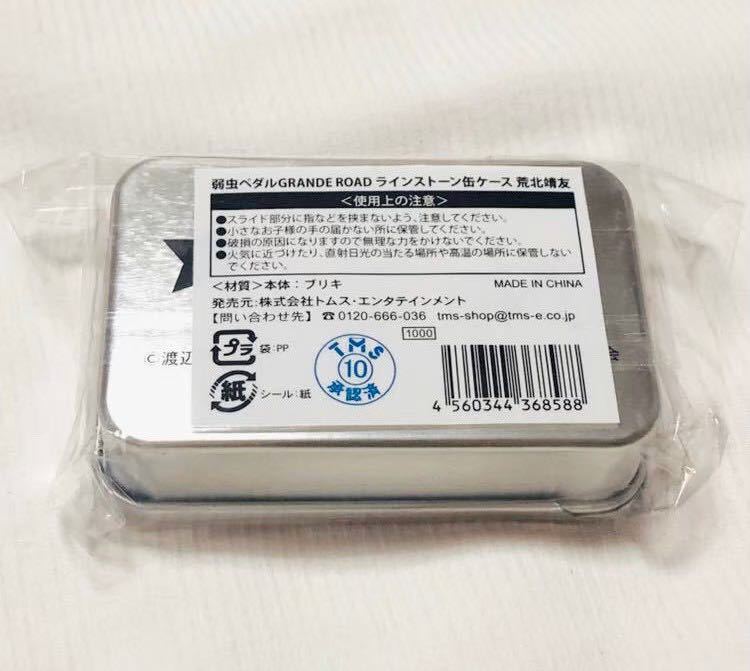 弱虫ペダルGRANDE ROAD ラインストーン缶ケース 荒北靖友
＜使用上の注意＞
●スライド部分に指などを挟まないよう、注意してください。
●小さなお子様の手の届かない所に保管してください。
●破損の原因になりますので無理な力をかけないでください。
●火気に近づけたり、直射日光の当たる場所や高温の場所に保管しないでください。
＜材質＞本体：ブリキ MADE IN CHINA
発売元：株式会社トムス・エンタテインメント
【問い合わせ先】 ☎0120-666-036 tms-shop@tms-e.co.jp
1000
プラ 袋：PP
TMS
10
承認済
紙 シール：紙
4 560344 368588
©渡辺
会